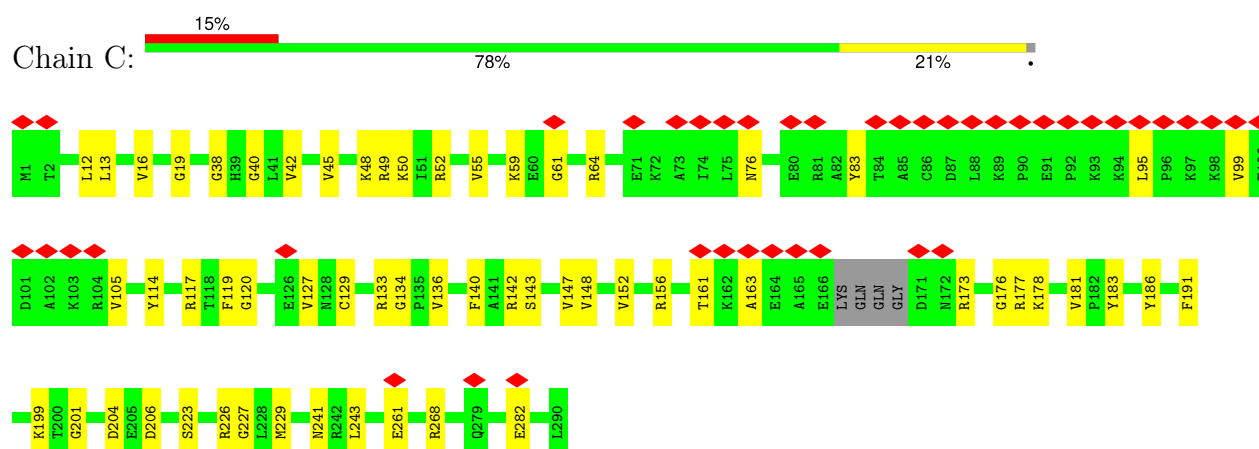 15%
Chain C:
78% 21% •
M1 T2 L12 L13 V16 G19 G38 H39 G40 L41 V42 V45 K48 R49 K50 I51 R52 V55 K59 E60 G61 R64 E71 K72 A73 I74 L75 N76 E80 R81 A82 Y83 T84 A85 C86 D87 L88 K89 P90 E91 P92 K93 K94 L95 P96 K97 K98 V99
D101 A102 K103 R104 V105 Y114 R117 T118 F119 G120 E126 V127 N128 C129 R133 G134 P135 V136 F140 A141 R142 S143 V147 V148 V152 R156 T161 K162 A163 E164 A165 E166 LYS GLN GLN GLY D171 N172 R173 G176 R177 K178 V181 P182 Y183 Y186 F191
K199 T200 G201 D204 E205 D206 S223 R226 G227 L228 M229 N241 R242 L243 E261 R268 Q279 E282 L290